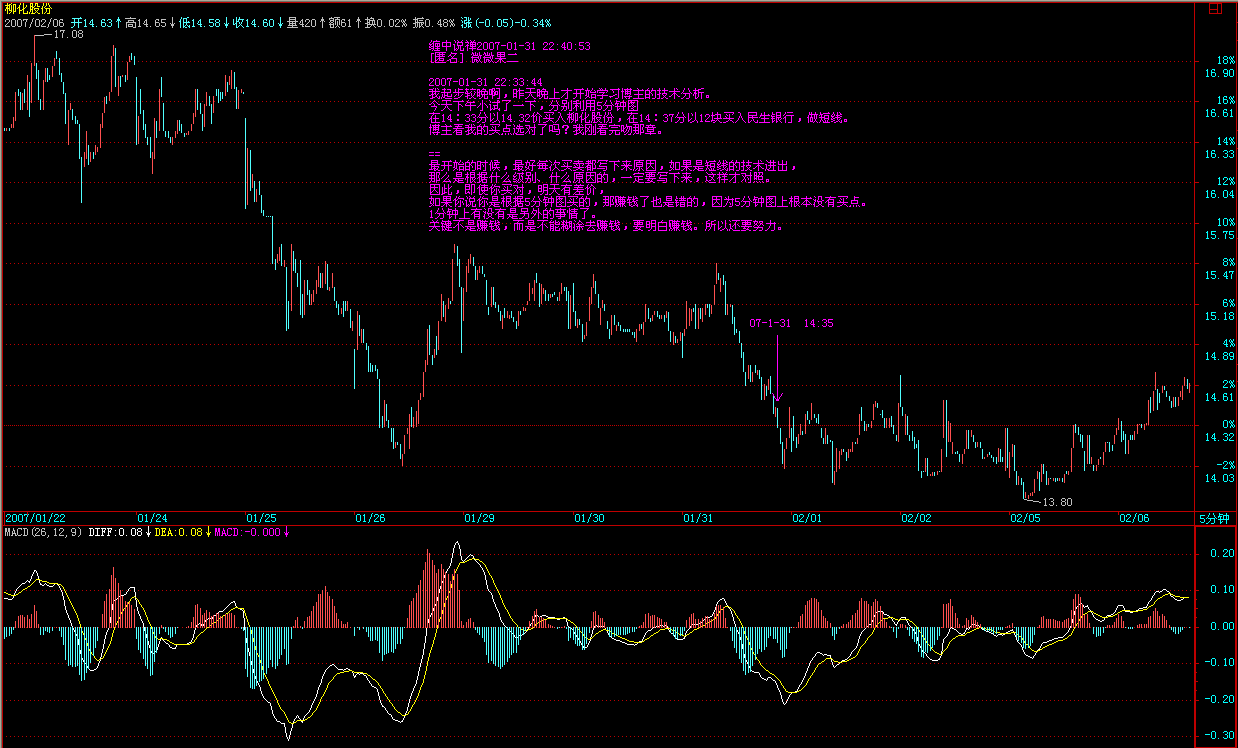 柳化股份
2007/02/06 开14.63↑高14.65↓低14.58↓收14.60↓量420↑额61↑换0.02% 振0.48% 涨(-0.05)-0.34%
17.08
缠中说禅2007-01-31 22:40:53
[匿名] 微微果二
2007-01-31 22:33:44
我起步较晚啊，昨天晚上才开始学习博主的技术分析。
今天下午小试了一下，分别利用5分钟图
在14：33分以14.32价买入柳化股份，在14：37分以12块买入民生银行，做短线。
博主看我的买点选对了吗？我刚看完吻那章。
==
最开始的时候，最好每次买卖都写下来原因，如果是短线的技术进出，
那么是根据什么级别、什么原因的，一定要写下来，这样才对照。
因此，即使你买对，明天有差价，
如果你说你是根据5分钟图买的，那赚钱了也是错的，因为5分钟图上根本没有买点。
1分钟上有没有是另外的事情了。
关键不是赚钱，而是不能糊涂去赚钱，要明白赚钱。所以还要努力。
18%
16.90
16%
16.61
14%
16.33
12%
16.04
10%
15.75
8%
15.47
6%
15.18
4%
14.89
2%
14.61
0%
14.32
-2%
14.03
07-1-31 14:35
13.80
2007/01/22 01/24 01/25 01/26 01/29 01/30 01/31 02/01 02/02 02/05 02/06 5分钟
MACD(26,12,9) DIFF:0.08↓DEA:0.08↓MACD:-0.000↓
0.20
0.10
0.00
-0.10
-0.20
-0.30